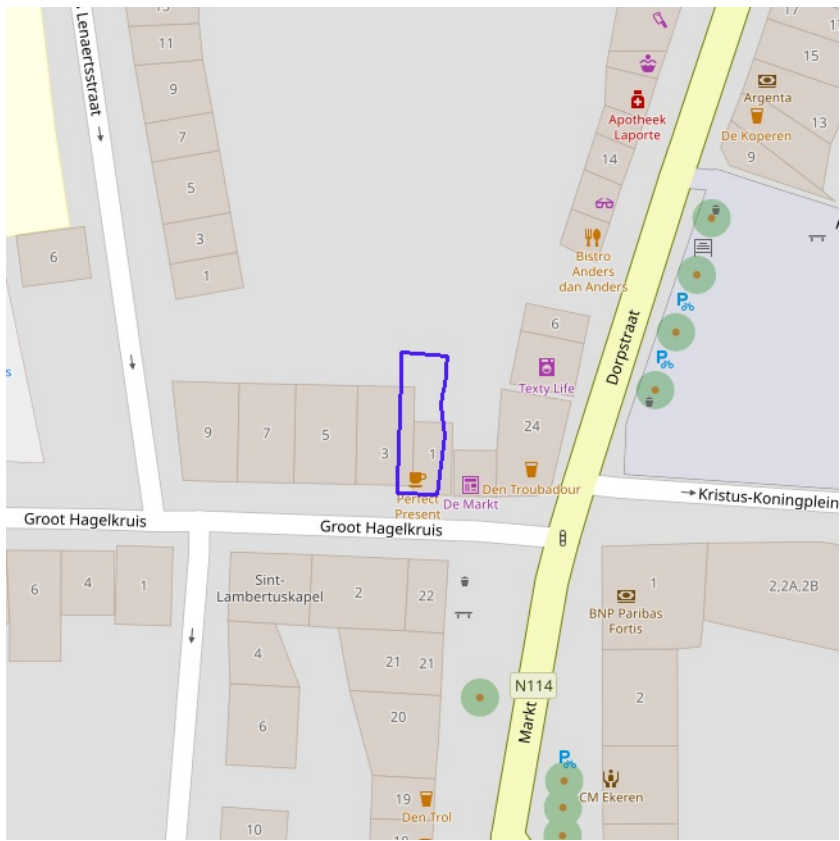 Lenaertsstraat
11
9
7
5
3
1
6
17
15
13
9
Argenta
De Koperen
Apotheek
Laporte
14
Bistro
Anders
dan Anders
Dorpstraat
6
Texty Life
24
Den Troubadour
De Markt
9
7
5
3
1
Perfect
Present
Kristus-Koningplein
Groot Hagelkruis
Groot Hagelkruis
6
4
1
Sint-
Lambertuskapel
2
22
4
21
21
6
20
19
Den Trol
10
N114
Markt
1
BNP Paribas
Fortis
2,2A,2B
2
CM Ekeren